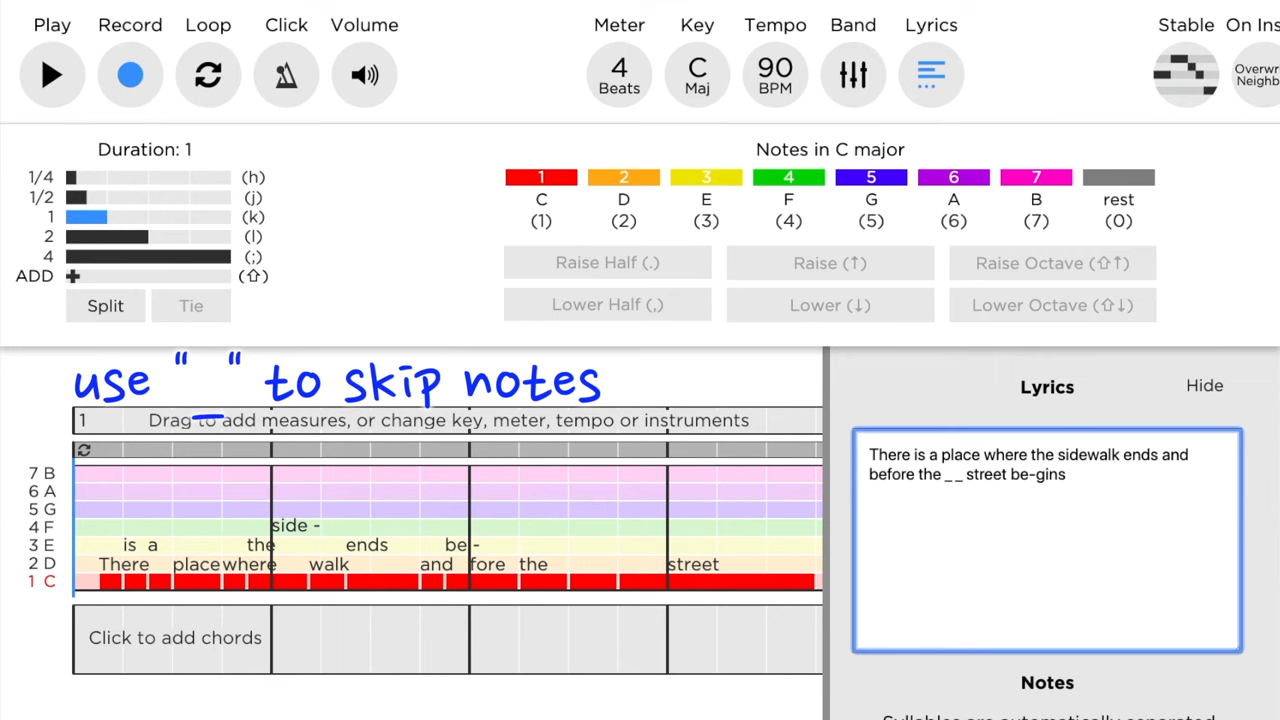 Play Record Loop Click Volume Meter Key Tempo Band Lyrics Stable On Ins
4 Beats C Maj 90 BPM Overwr Neighb
Duration: 1
1/4 (h)
1/2 (j)
1 (k)
2 (l)
4 (;)
ADD (⇧)
Split Tie
Notes in C major
1 2 3 4 5 6 7
C D E F G A B rest
(1) (2) (3) (4) (5) (6) (7) (0)
Raise Half (.) Raise (↑) Raise Octave (⇧↑)
Lower Half (,) Lower (↓) Lower Octave (⇧↓)
use "_" to skip notes
1 Drag to add measures, or change key, meter, tempo or instruments
7 B
6 A
5 G
4 F side -
3 E is a the ends be -
2 D There place where walk and fore the street
1 C
Click to add chords
Lyrics Hide
There is a place where the sidewalk ends and
before the _ _ street be-gins
Notes
Syllables are automatically separated